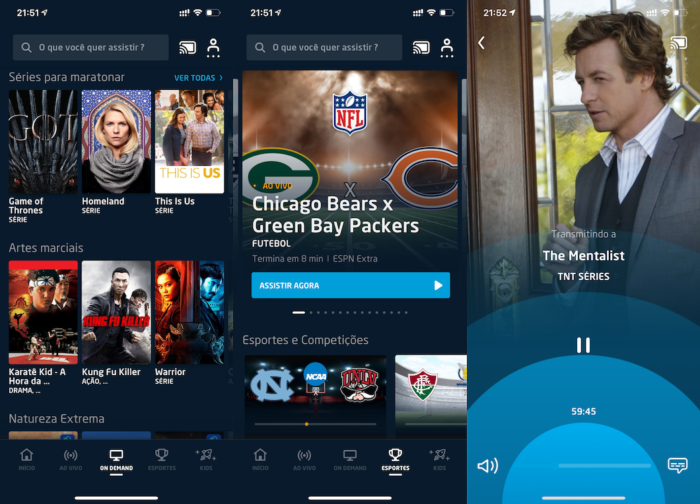 21:51
O que você quer assistir ?
Séries para maratonar
VER TODAS
GOT
THIS IS US
Game of
Thrones
SÉRIE
Homeland
SÉRIE
This Is Us
SÉRIE
Artes marciais
KUNG FU KILLER
Karatê Kid - A
Hora da ...
DRAMA, ...
Kung Fu Killer
AÇÃO, ...
Warrior
SÉRIE
Natureza Extrema
INÍCIO
AO VIVO
ON DEMAND
ESPORTES
KIDS
21:51
O que você quer assistir ?
NFL
G
X
C
AO VIVO
Chicago Bears x
Green Bay Packers
FUTEBOL
Termina em 8 min | ESPN Extra
ASSISTIR AGORA
Esportes e Competições
NC
NCAA
UNLV
INÍCIO
AO VIVO
ON DEMAND
ESPORTES
KIDS
21:52
Transmitindo a
The Mentalist
TNT SÉRIES
59:45